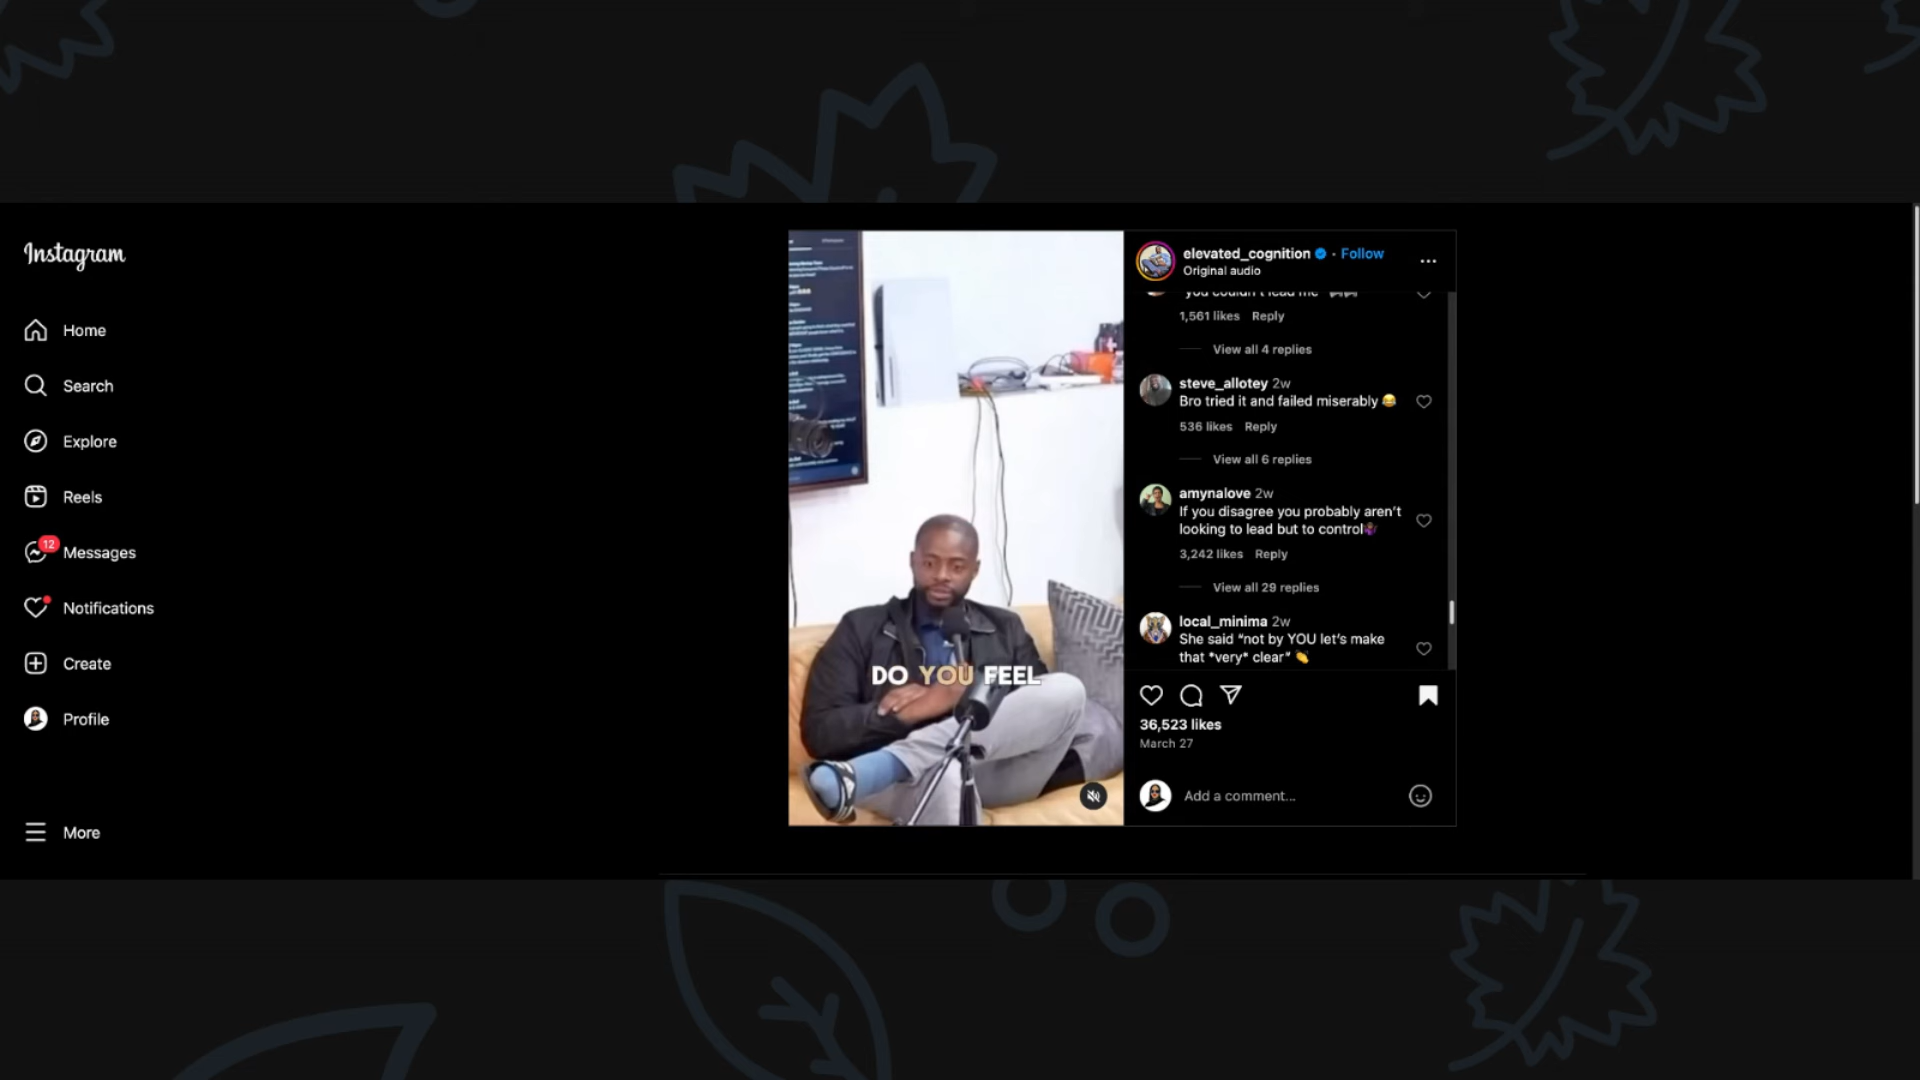 Instagram
Home
Search
Explore
Reels
12
Messages
Notifications
Create
Profile
More
DO YOU FEEL
elevated_cognition · Follow
Original audio
"you couldn't lead me"
1,561 likes Reply
View all 4 replies
steve_allotey 2w
Bro tried it and failed miserably 😂
536 likes Reply
View all 6 replies
amynalove 2w
If you disagree you probably aren't
looking to lead but to control
3,242 likes Reply
View all 29 replies
local_minima 2w
She said "not by YOU let's make
that *very* clear" 👏
36,523 likes
March 27
Add a comment...